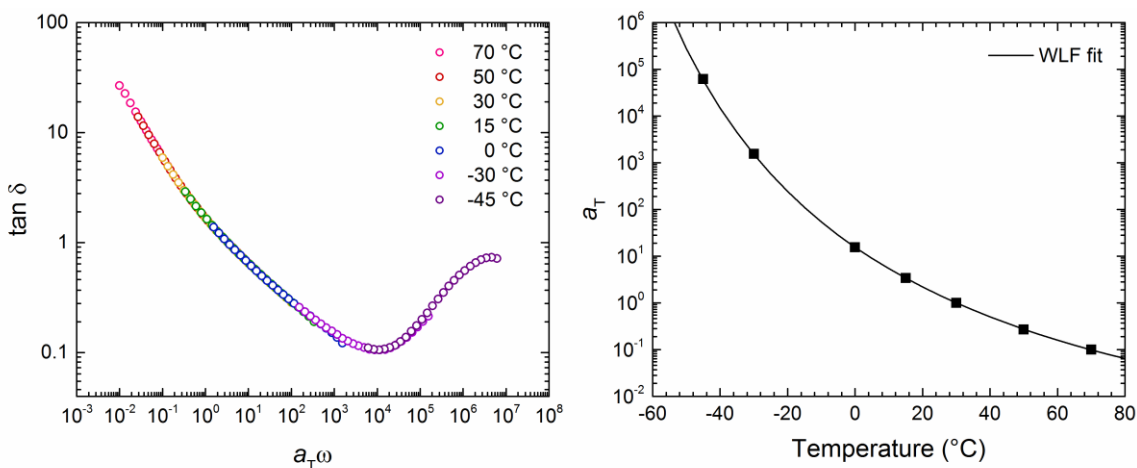 100
10
1
0.1
tan δ
70 °C
50 °C
30 °C
15 °C
0 °C
-30 °C
-45 °C
10⁻³ 10⁻² 10⁻¹ 10⁰ 10¹ 10² 10³ 10⁴ 10⁵ 10⁶ 10⁷ 10⁸
a_Tω
10⁶
10⁵
10⁴
10³
10²
10¹
10⁰
10⁻¹
10⁻²
a_T
WLF fit
-60 -40 -20 0 20 40 60 80
Temperature (°C)